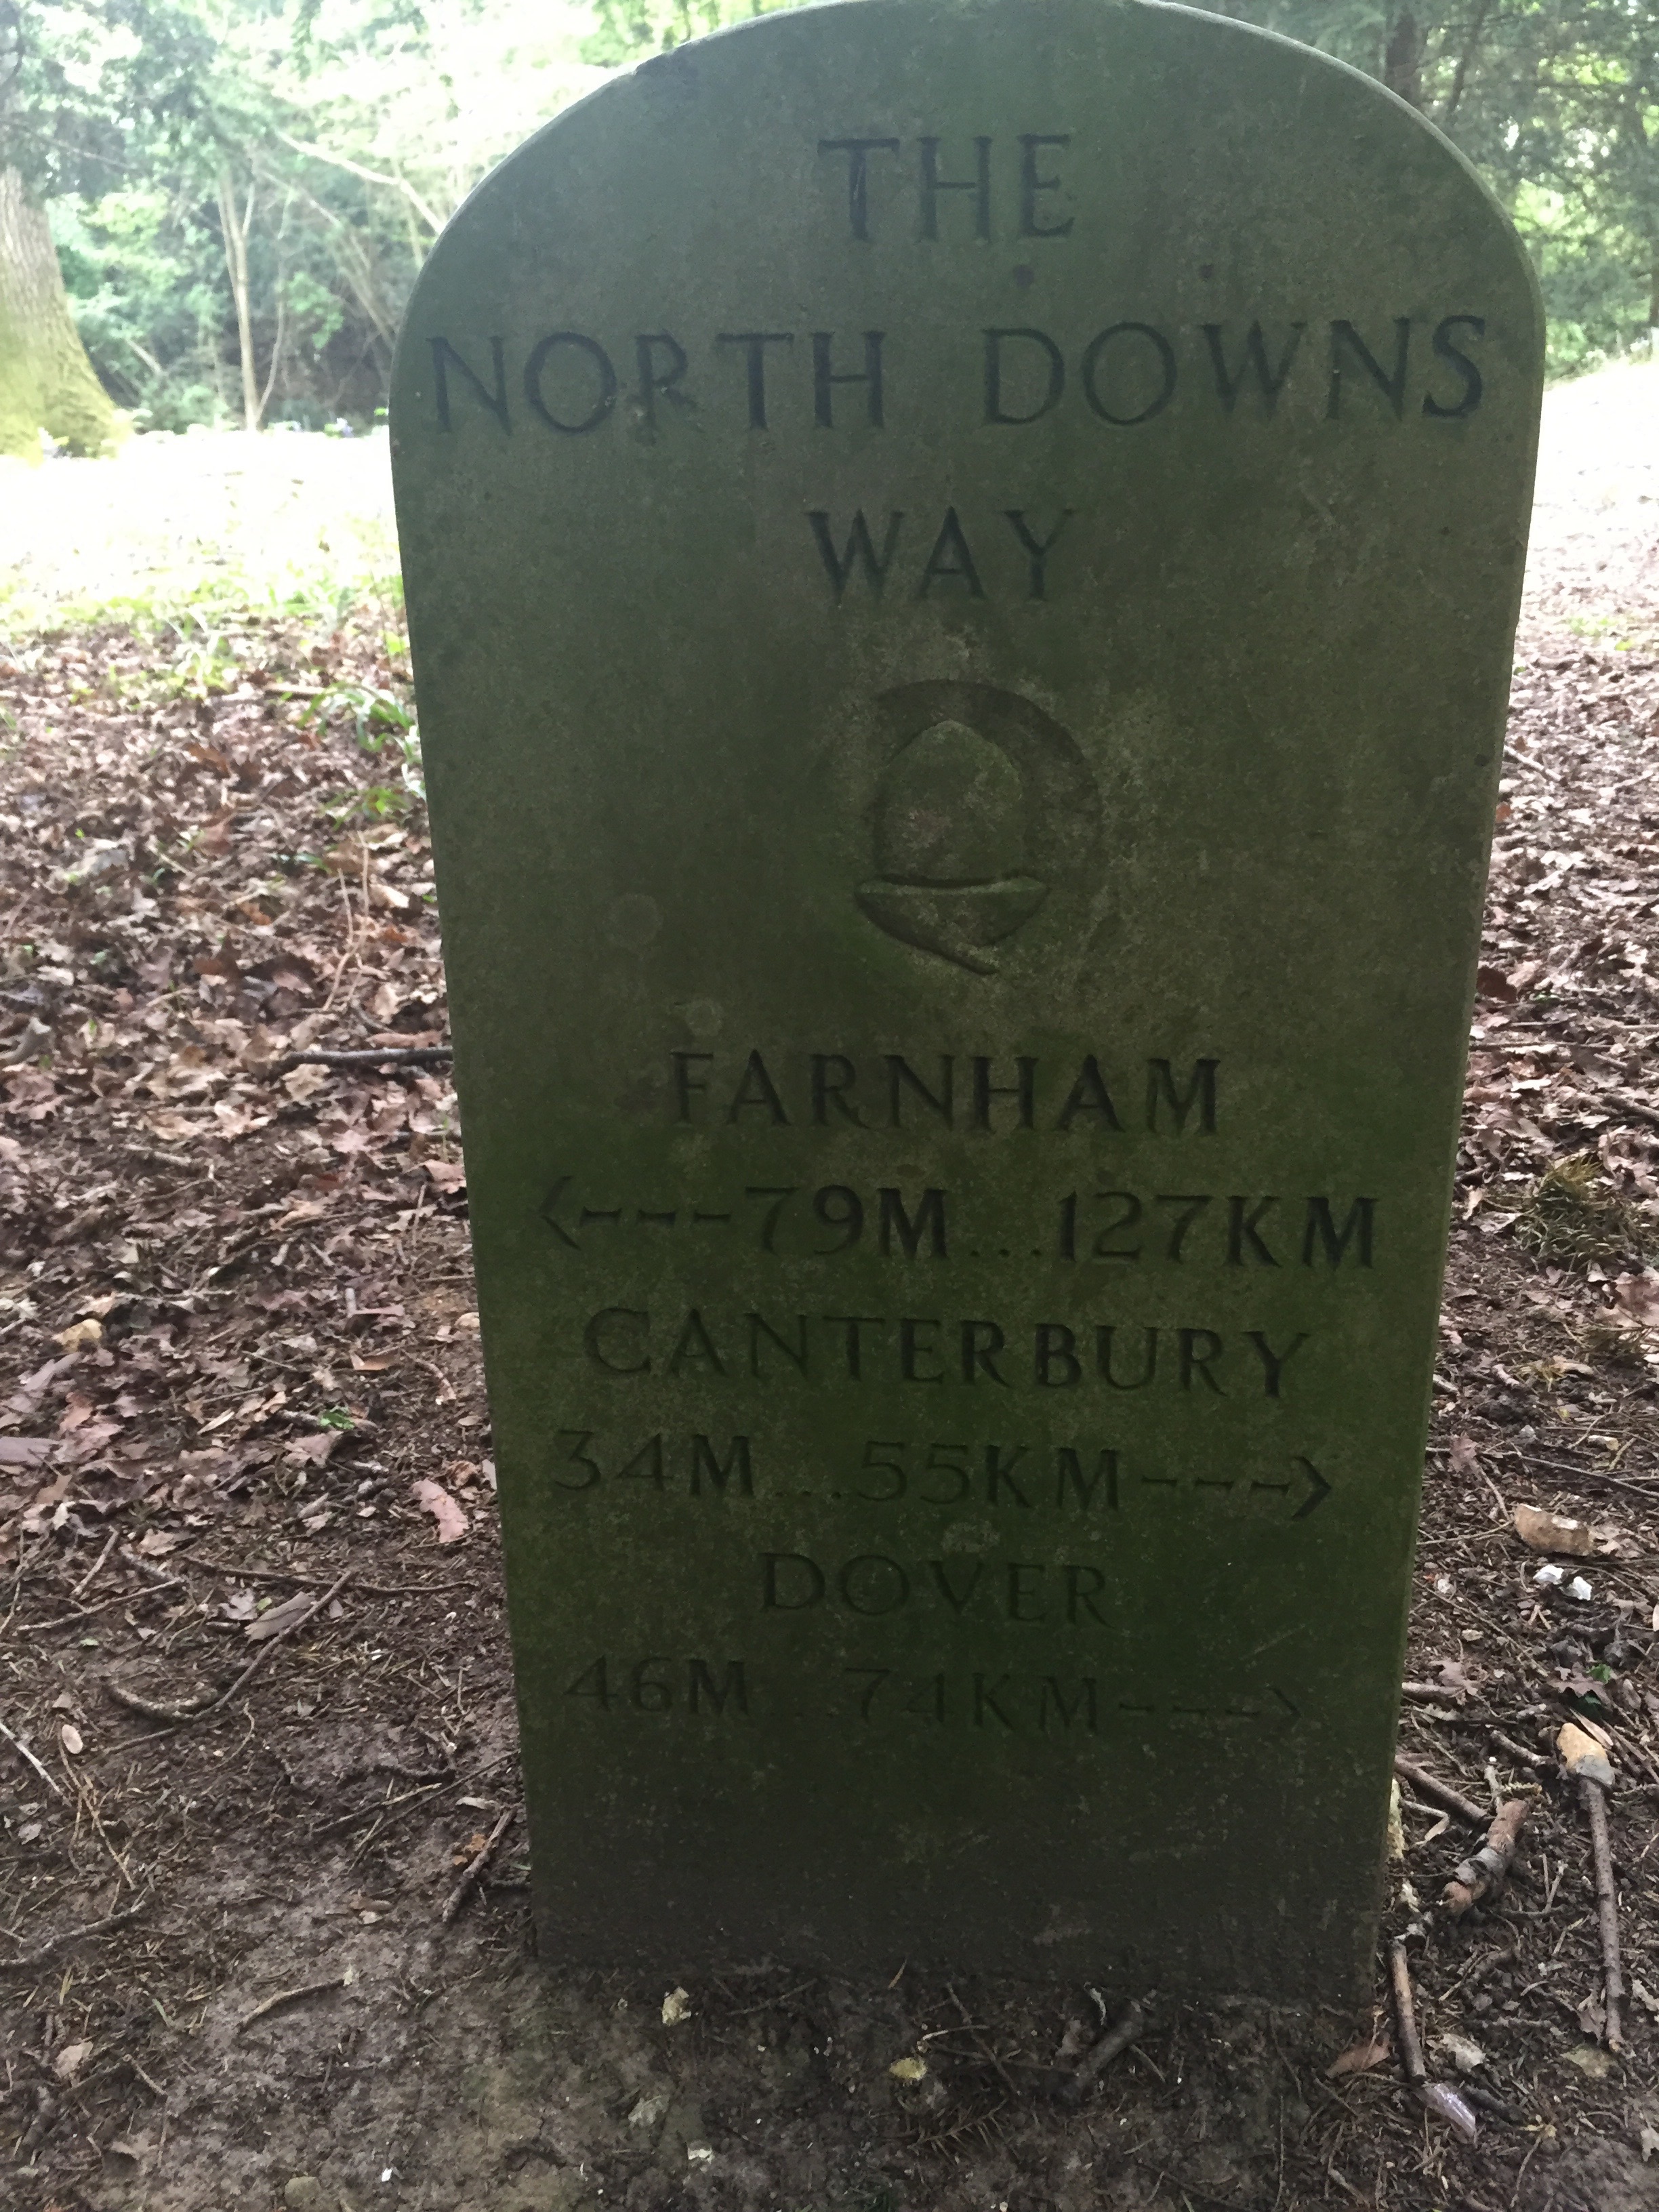 THE
NORTH DOWNS
WAY
FARNHAM
<---79M...127KM
CANTERBURY
34M...55KM--->
DOVER
46M...74KM--->